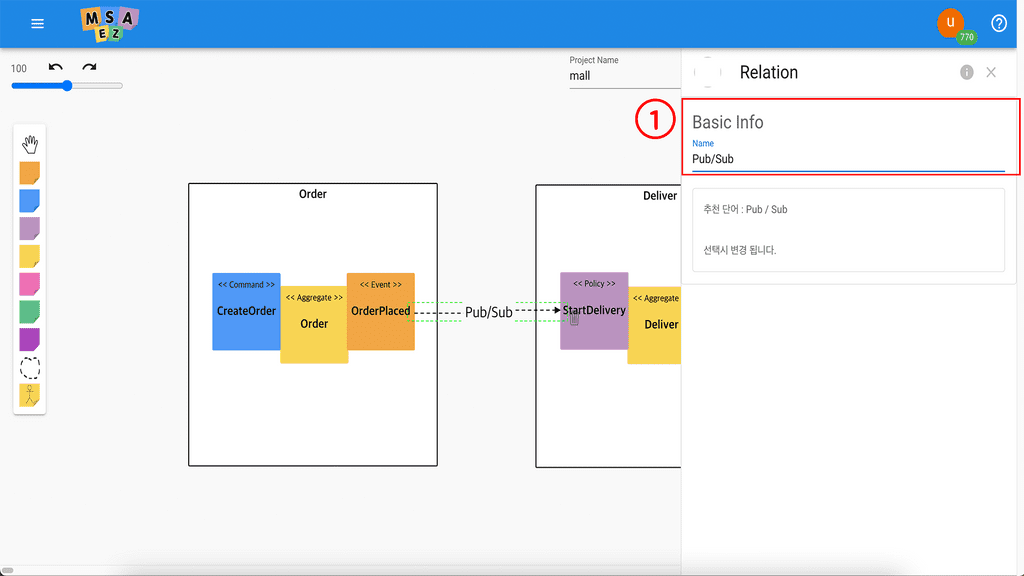 M S A
E Z
U
770
?
100
Project Name
mall
Relation
i
1
Basic Info
Name
Pub/Sub
추천 단어 : Pub / Sub
선택시 변경 됩니다.
Order
Deliver
<< Command >>
CreateOrder
<< Aggregate >>
Order
<< Event >>
OrderPlaced
Pub/Sub
<< Policy >>
StartDelivery
<< Aggregate
Deliver